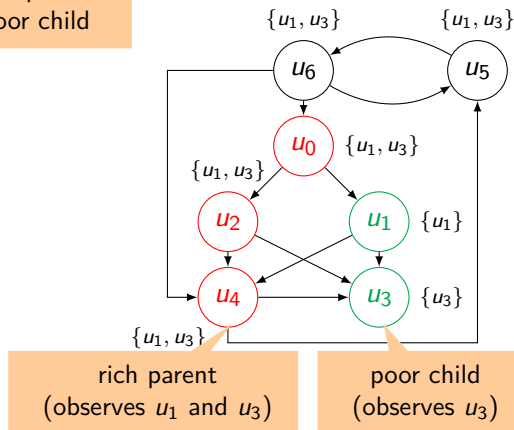 poor child
{u1, u3}
{u1, u3}
u6
u5
u0
{u1, u3}
{u1, u3}
u2
u1
{u1}
u4
u3
{u3}
{u1, u3}
rich parent
(observes u1 and u3)
poor child
(observes u3)